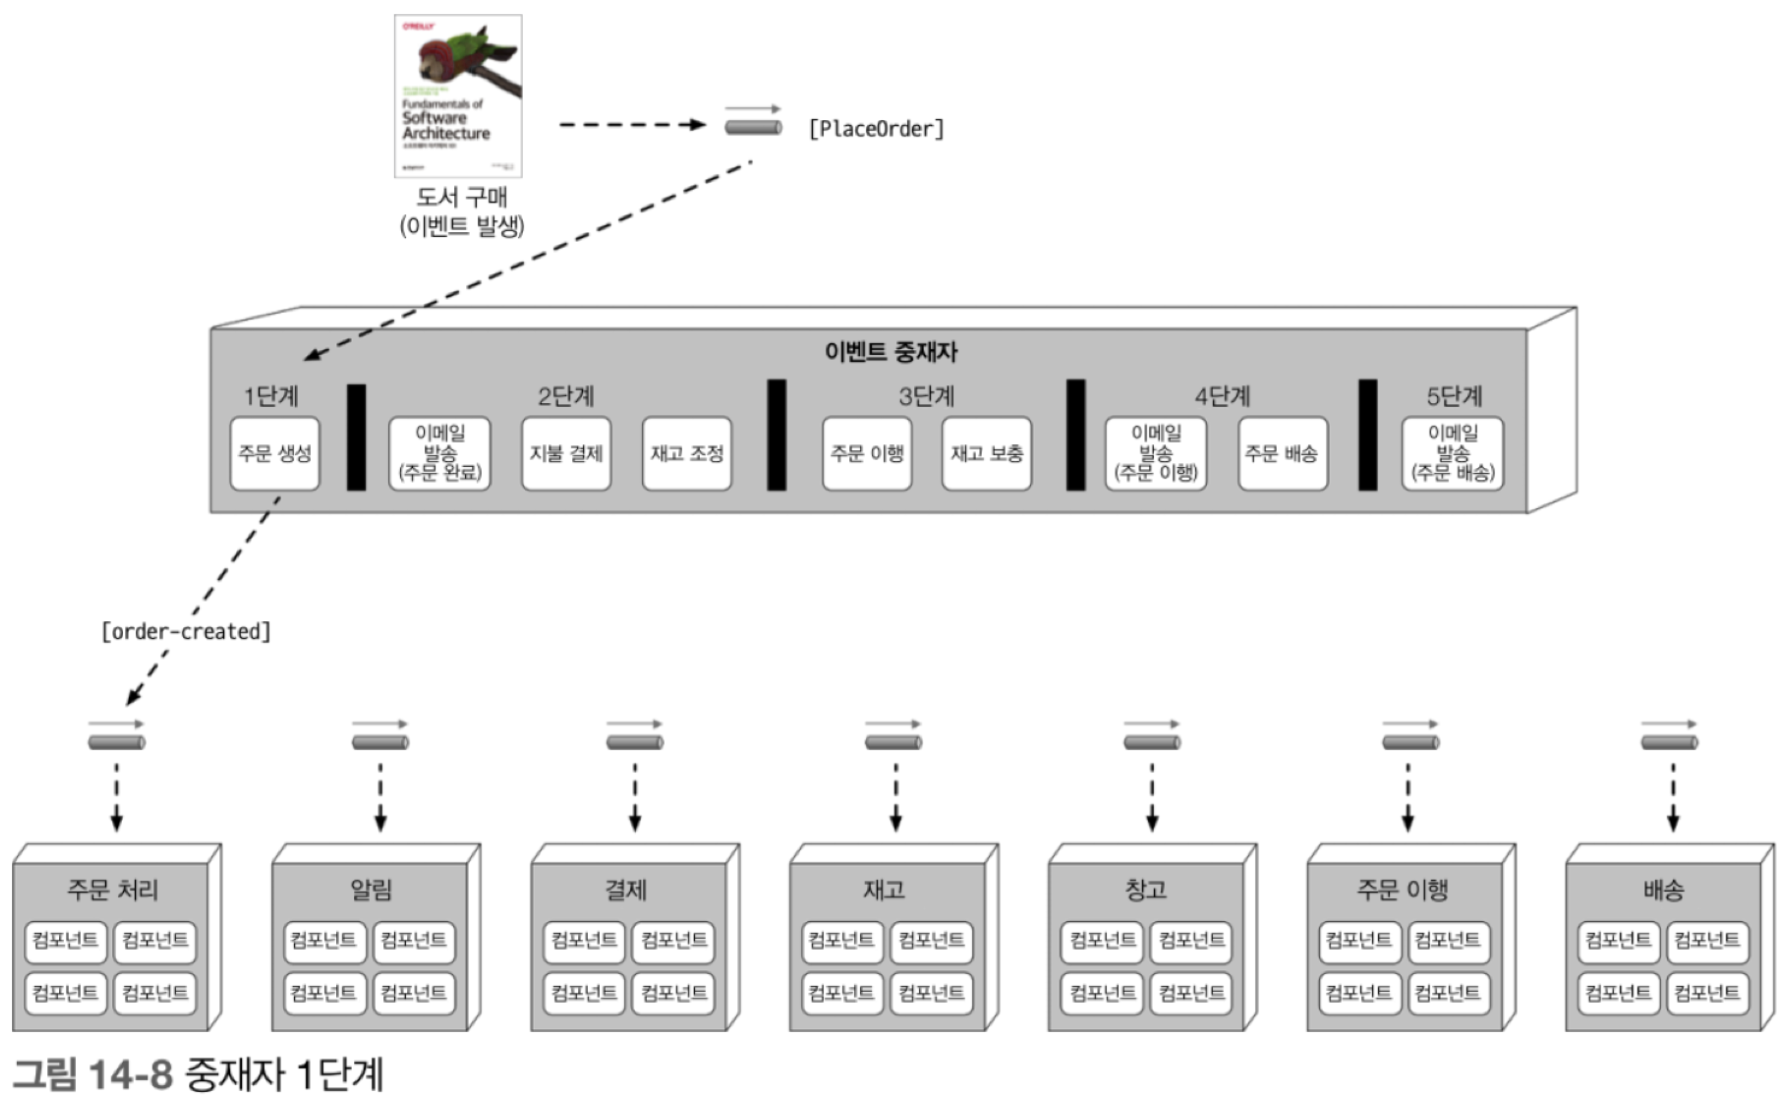 O'REILLY
Fundamentals of
Software
Architecture
도서 구매
(이벤트 발생)
[PlaceOrder]
이벤트 중재자
1단계
주문 생성
2단계
이메일
발송
(주문 완료)
지불 결제
재고 조정
3단계
주문 이행
재고 보충
4단계
이메일
발송
(주문 이행)
주문 배송
5단계
이메일
발송
(주문 배송)
[order-created]
주문 처리
컴포넌트 컴포넌트
컴포넌트 컴포넌트
알림
컴포넌트 컴포넌트
컴포넌트 컴포넌트
결제
컴포넌트 컴포넌트
컴포넌트 컴포넌트
재고
컴포넌트 컴포넌트
컴포넌트 컴포넌트
창고
컴포넌트 컴포넌트
컴포넌트 컴포넌트
주문 이행
컴포넌트 컴포넌트
컴포넌트 컴포넌트
배송
컴포넌트 컴포넌트
컴포넌트 컴포넌트
그림 14-8 중재자 1단계